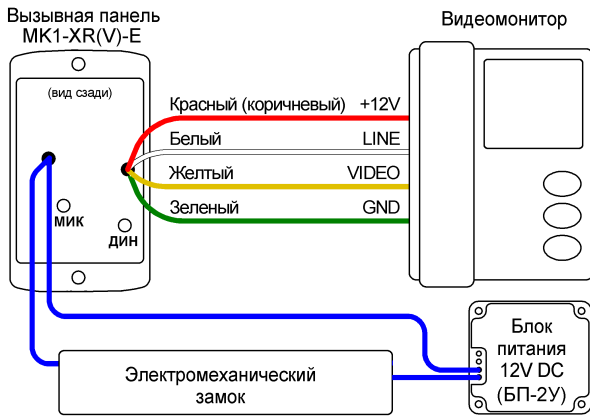 Вызывная панель
MK1-XR(V)-E
Видеомонитор
(вид сзади)
Красный (коричневый) +12V
Белый LINE
Желтый VIDEO
Зеленый GND
МИК
ДИН
Блок
питания
12V DC
(БП-2У)
Электромеханический
замок